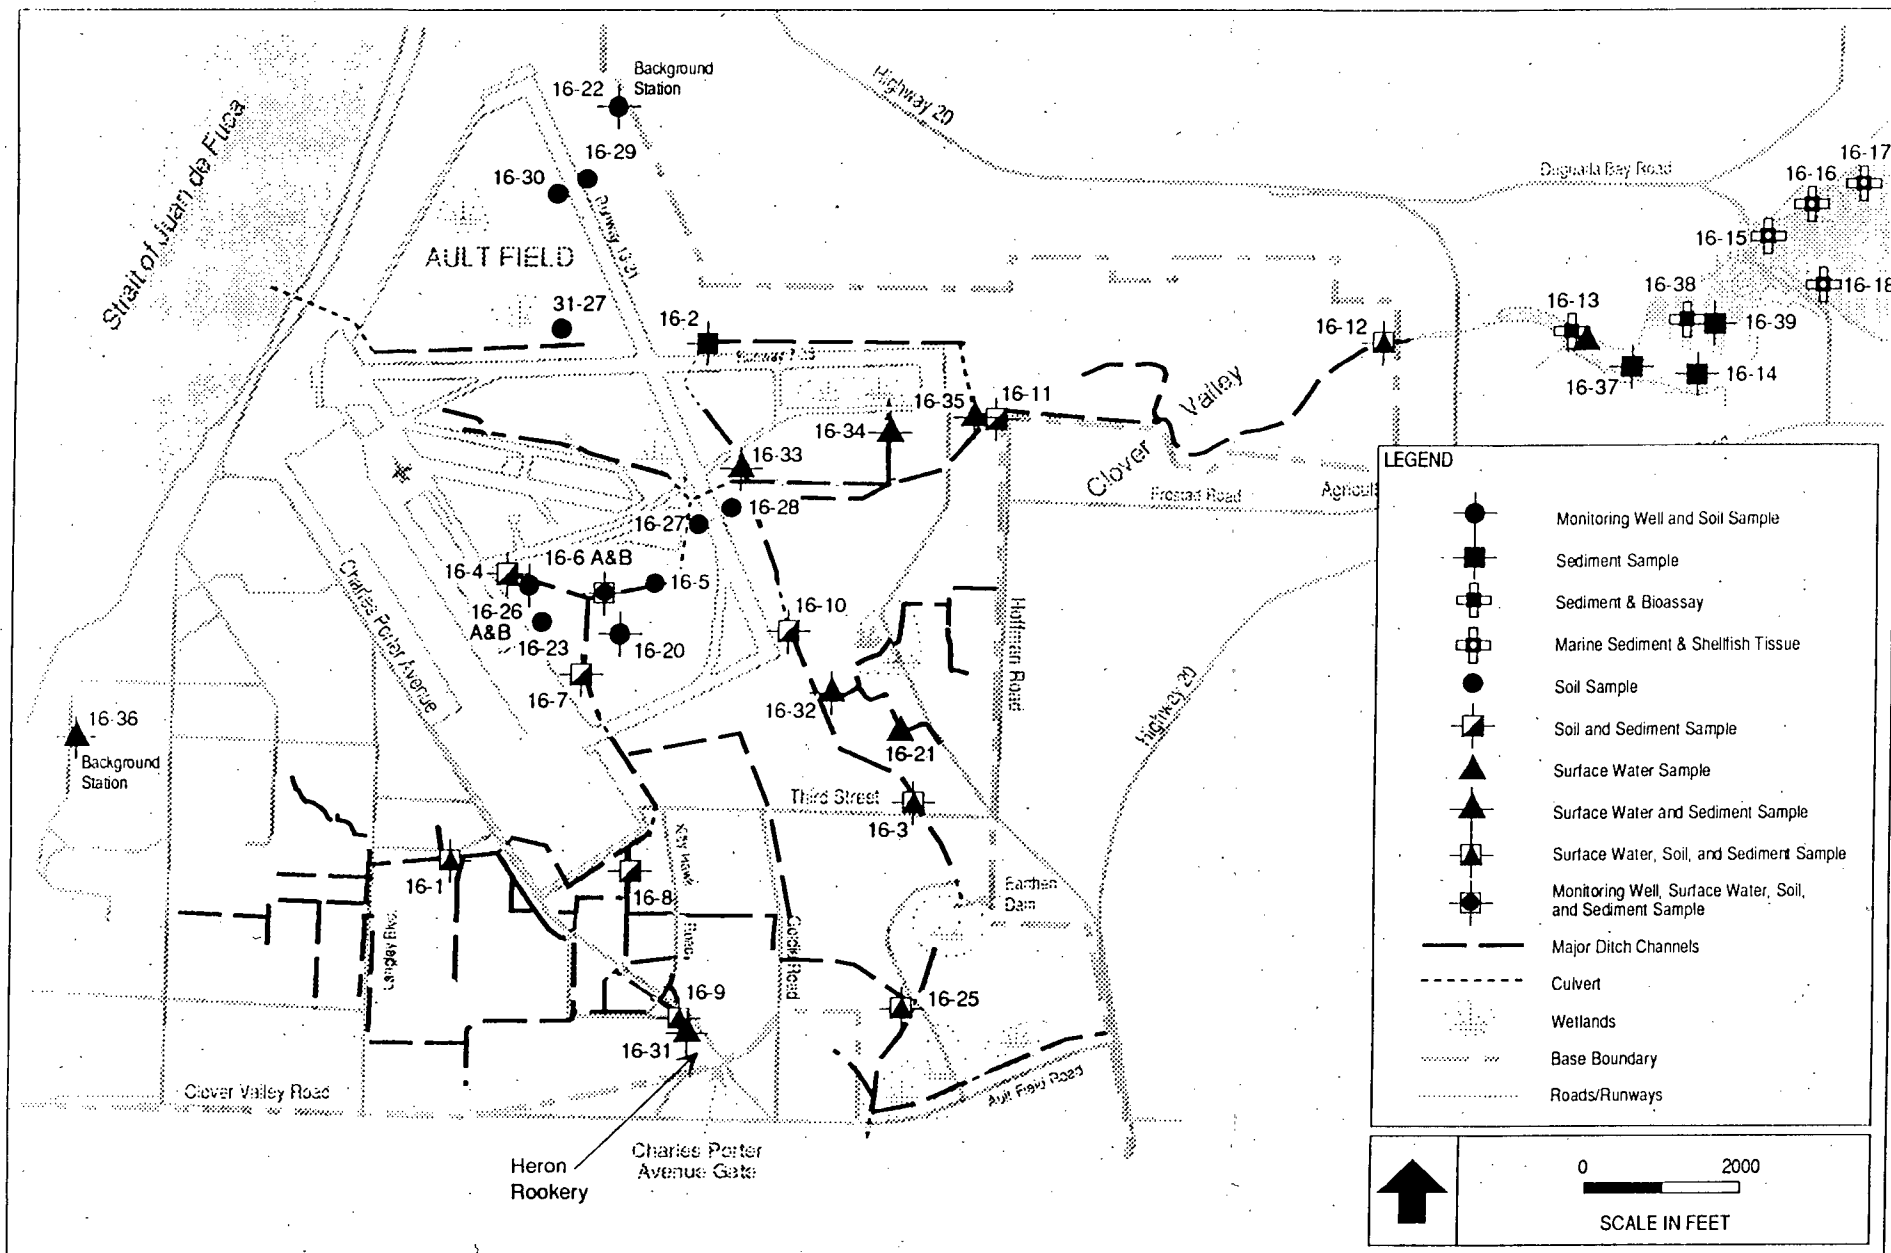 16-22
Background
Station
Highway 20
16-29
16-30
Runway 13-31
Strait of Juan de Fuca
AULT FIELD
31-27
16-2
16-12
Duguala Bay Road
16-17
16-16
16-15
16-18
16-38
16-13
16-39
16-37
16-14
16-35
16-11
16-34
Clover Valley
16-33
Frostad Road
16-28
16-27
16-6 A&B
16-4
16-5
16-26
A&B
16-23
16-20
16-10
16-7
Charles Porter Avenue
Hoffman Road
Highway 20
16-32
16-21
16-36
Background
Station
Third Street
16-3
16-1
16-8
Langley Blvd.
Road
Earthen
Dam
16-9
16-25
16-31
Clover Valley Road
Ault Field Road
Heron
Rookery
Charles Porter
Avenue Gate
LEGEND
Monitoring Well and Soil Sample
Sediment Sample
Sediment & Bioassay
Marine Sediment & Shellfish Tissue
Soil Sample
Soil and Sediment Sample
Surface Water Sample
Surface Water and Sediment Sample
Surface Water, Soil, and Sediment Sample
Monitoring Well, Surface Water, Soil,
and Sediment Sample
Major Ditch Channels
Culvert
Wetlands
Base Boundary
Roads/Runways
0 2000
SCALE IN FEET